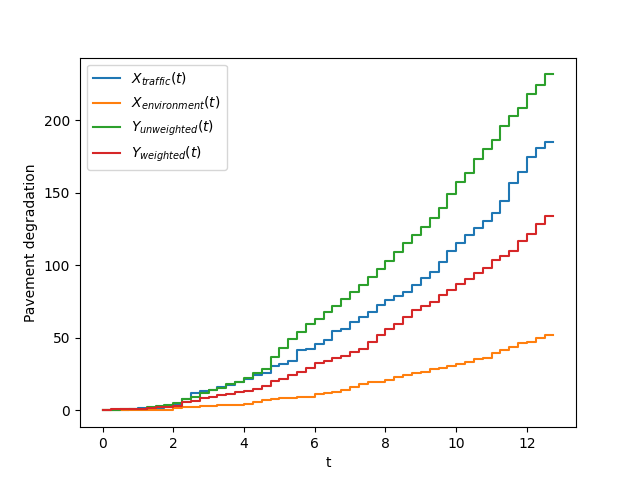 X_traffic(t)
X_environment(t)
Y_unweighted(t)
Y_weighted(t)
Pavement degradation
200
150
100
50
0
0 2 4 6 8 10 12
t